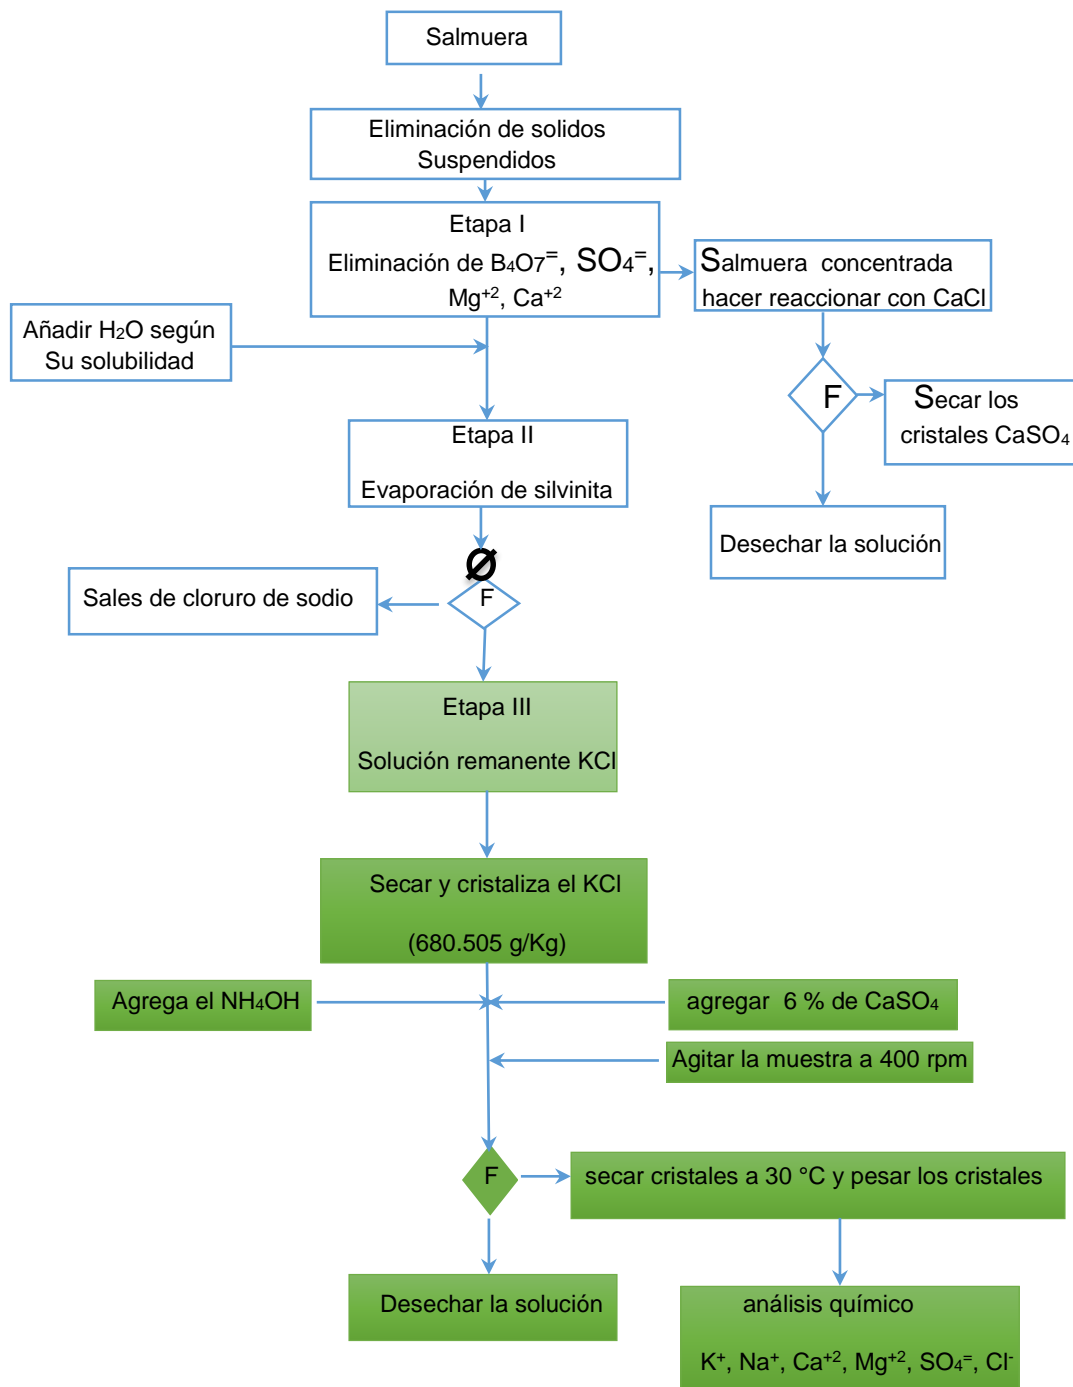 Salmuera
Eliminación de solidos
Suspendidos
Etapa I
Eliminación de B₄O₇⁼, SO₄⁼,
Mg⁺², Ca⁺²
Salmuera concentrada
hacer reaccionar con CaCl
Añadir H₂O según
Su solubilidad
F
Secar los
cristales CaSO₄
Etapa II
Evaporación de silvinita
Desechar la solución
Ø
F
Sales de cloruro de sodio
Etapa III
Solución remanente KCl
Secar y cristaliza el KCl
(680.505 g/Kg)
Agrega el NH₄OH
agregar 6 % de CaSO₄
Agitar la muestra a 400 rpm
F
secar cristales a 30 °C y pesar los cristales
Desechar la solución
análisis químico
K⁺, Na⁺, Ca⁺², Mg⁺², SO₄⁼, Cl⁻